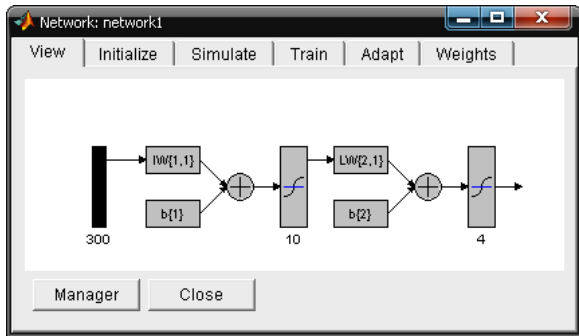 Network: network1
View Initialize Simulate Train Adapt Weights
IW{1,1} LW{2,1}
b{1} b{2}
300 10 4
Manager Close